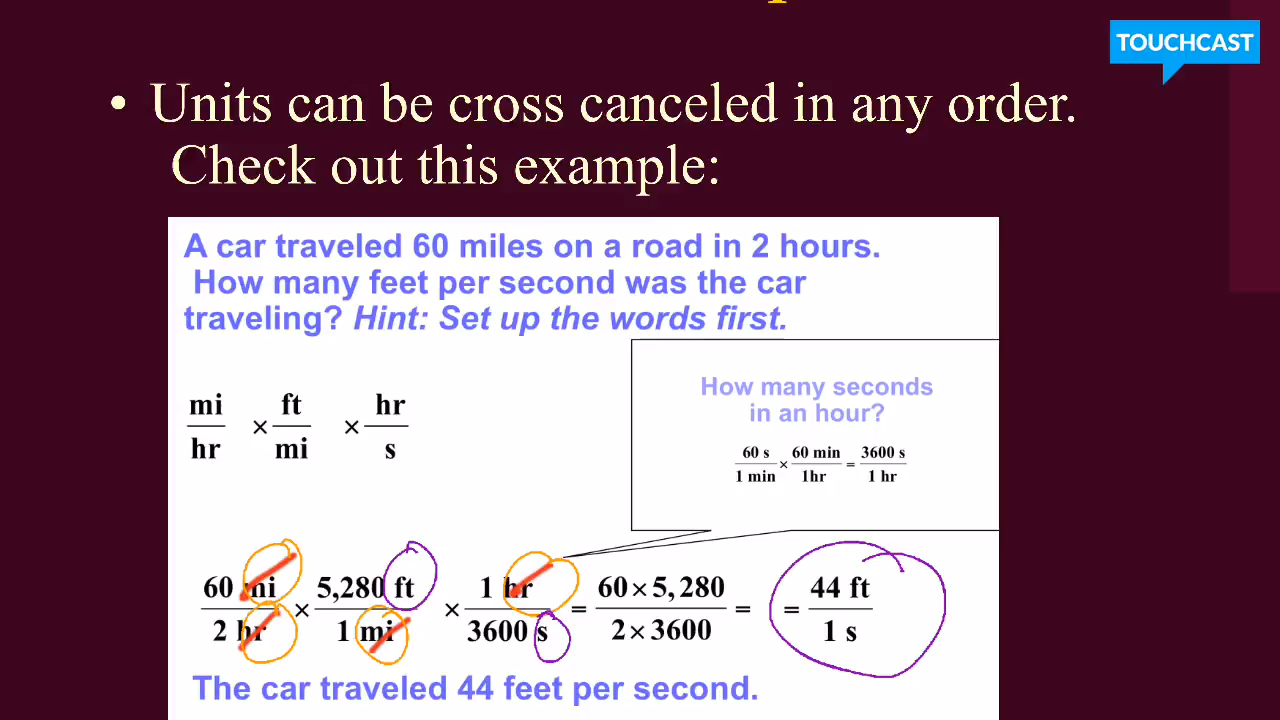 TOUCHCAST
• Units can be cross canceled in any order.
Check out this example:
A car traveled 60 miles on a road in 2 hours.
How many feet per second was the car
traveling? Hint: Set up the words first.
How many seconds
in an hour?
mi/hr × ft/mi × hr/s
60 s/1 min × 60 min/1hr = 3600 s/1 hr
60 mi/2 hr × 5,280 ft/1 mi × 1 hr/3600 s = 60 × 5,280/2 × 3600 = = 44 ft/1 s
The car traveled 44 feet per second.